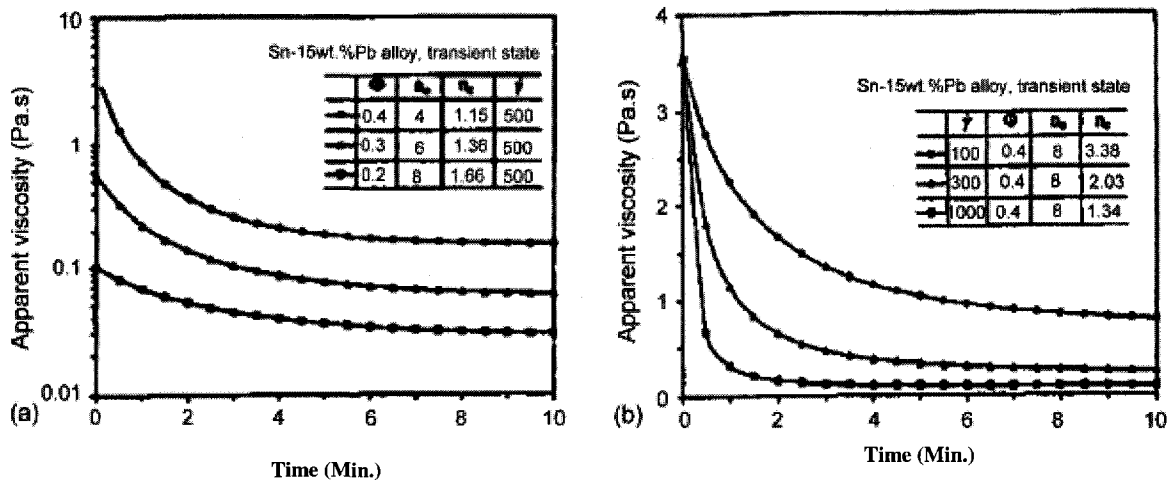 10
1
0.1
0.01
Apparent viscosity (Pa.s)
Sn-15wt.%Pb alloy, transient state
Φ n₀ nₑ γ̇
0.4 4 1.15 500
0.3 6 1.36 500
0.2 8 1.66 500
0 2 4 6 8 10
(a)
Time (Min.)
4
3
2
1
0
Apparent viscosity (Pa.s)
Sn-15wt.%Pb alloy, transient state
γ̇ Φ n₀ nₑ
100 0.4 8 3.38
300 0.4 8 2.03
1000 0.4 8 1.34
0 2 4 6 8 10
(b)
Time (Min.)